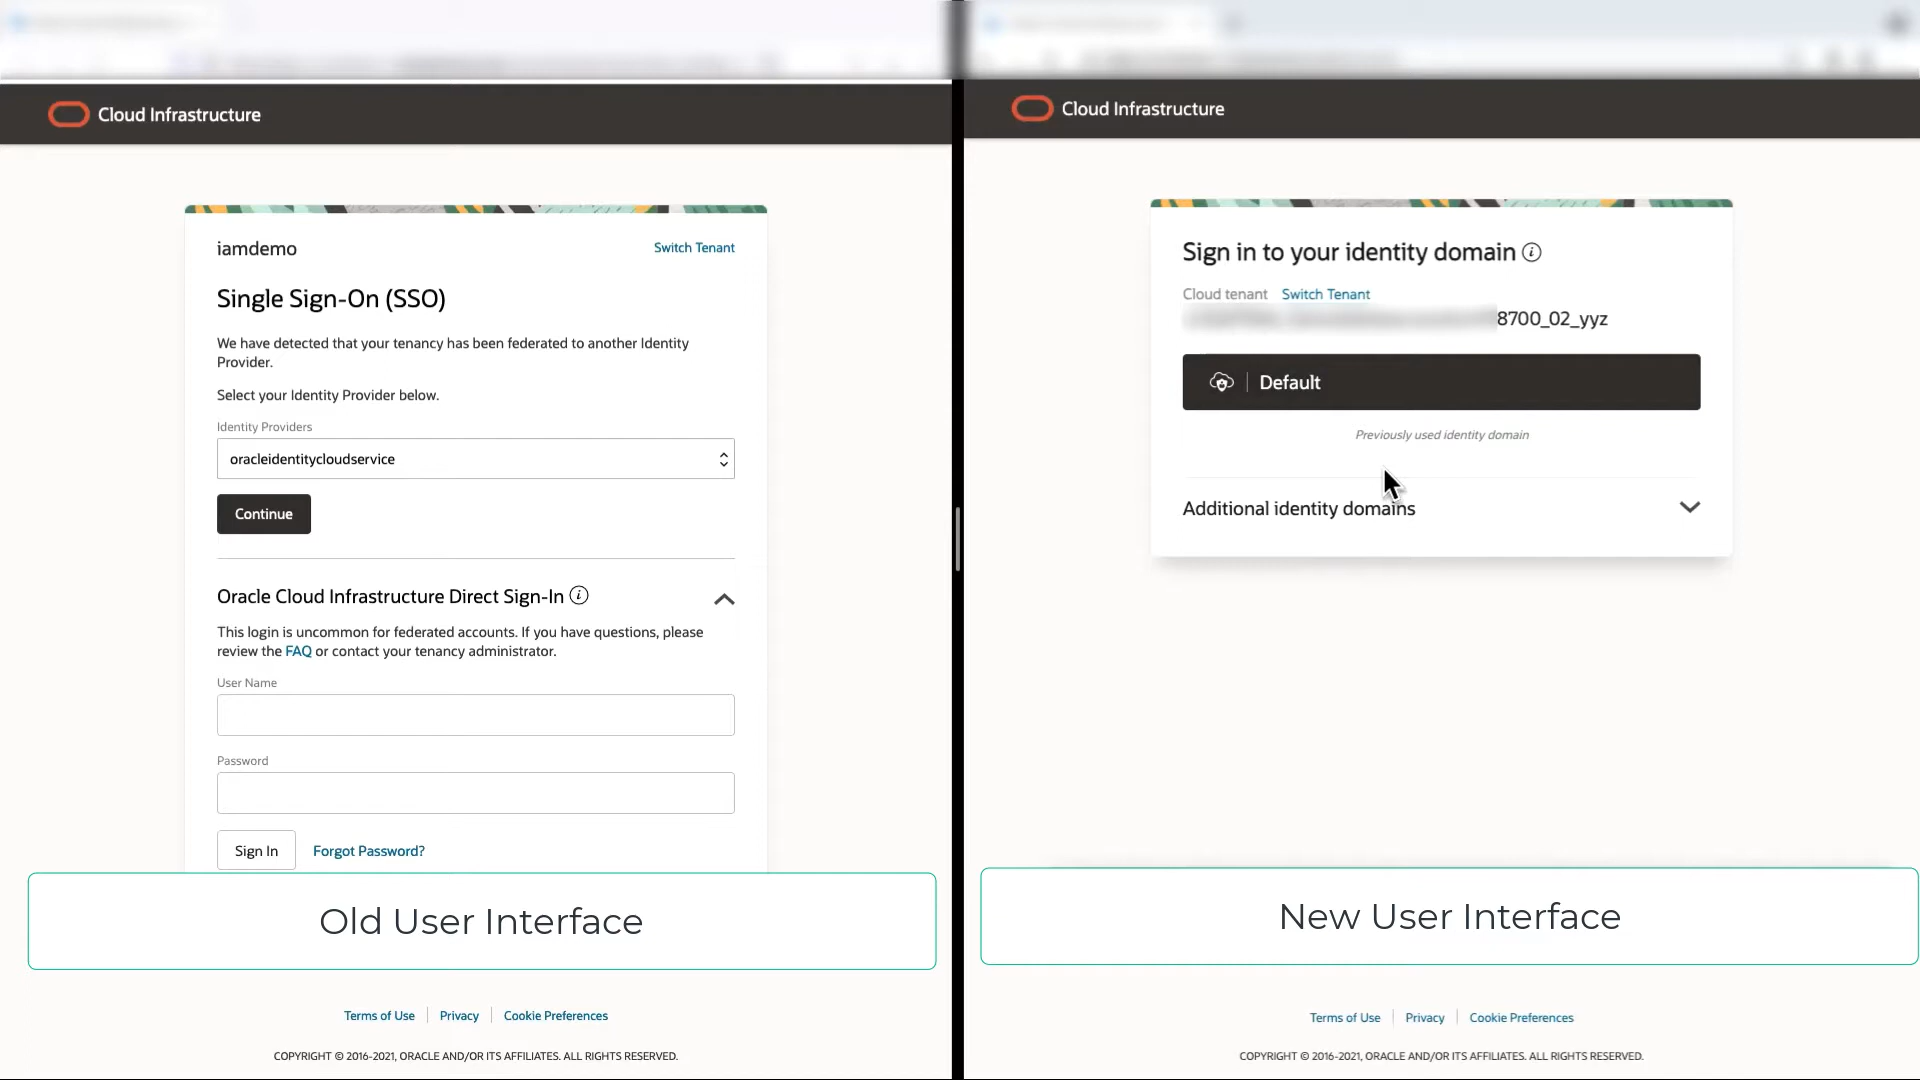 Cloud Infrastructure
iamdemo
Switch Tenant
Single Sign-On (SSO)
We have detected that your tenancy has been federated to another Identity
Provider.
Select your Identity Provider below.
Identity Providers
oracleidentitycloudservice
Continue
Oracle Cloud Infrastructure Direct Sign-In
This login is uncommon for federated accounts. If you have questions, please
review the FAQ or contact your tenancy administrator.
User Name
Password
Sign In
Forgot Password?
Old User Interface
Terms of Use
Privacy
Cookie Preferences
COPYRIGHT © 2016-2021, ORACLE AND/OR ITS AFFILIATES. ALL RIGHTS RESERVED.
Cloud Infrastructure
Sign in to your identity domain
Cloud tenant Switch Tenant
8700_02_yyz
Default
Previously used identity domain
Additional identity domains
New User Interface
Terms of Use
Privacy
Cookie Preferences
COPYRIGHT © 2016-2021, ORACLE AND/OR ITS AFFILIATES. ALL RIGHTS RESERVED.